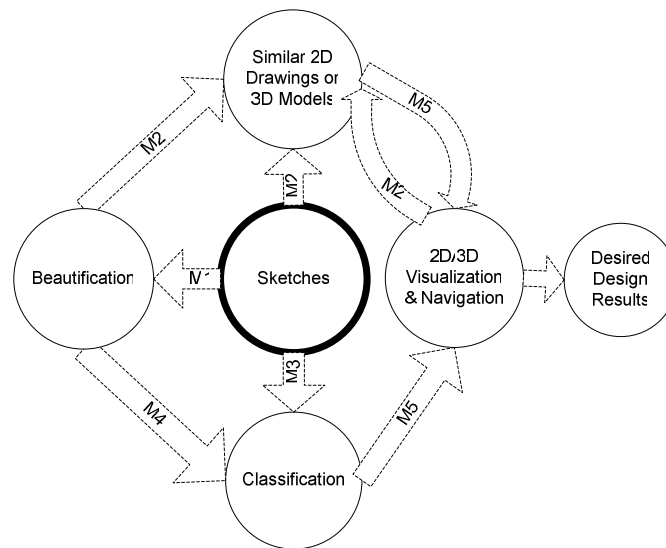 Similar 2D
Drawings or
3D Models
M5
M2
M2
M2
Beautification
Sketches
2D/3D
Visualization
& Navigation
Desired
Design
Results
M3
M4
M5
Classification